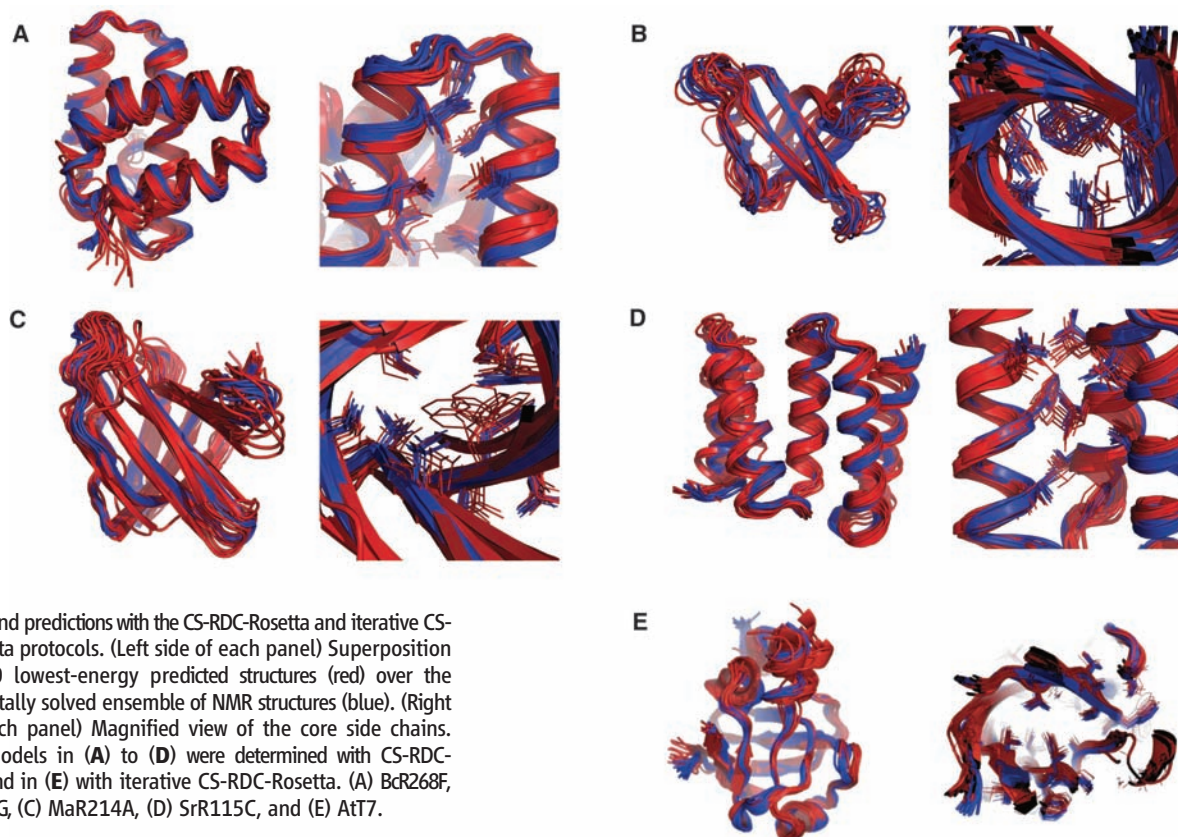 A
B
C
D
nd predictions with the CS-RDC-Rosetta and iterative CS-
ta protocols. (Left side of each panel) Superposition
0 lowest-energy predicted structures (red) over the
tally solved ensemble of NMR structures (blue). (Right
ch panel) Magnified view of the core side chains.
odels in (A) to (D) were determined with CS-RDC-
nd in (E) with iterative CS-RDC-Rosetta. (A) BcR268F,
G, (C) MaR214A, (D) SrR115C, and (E) AtT7.
E